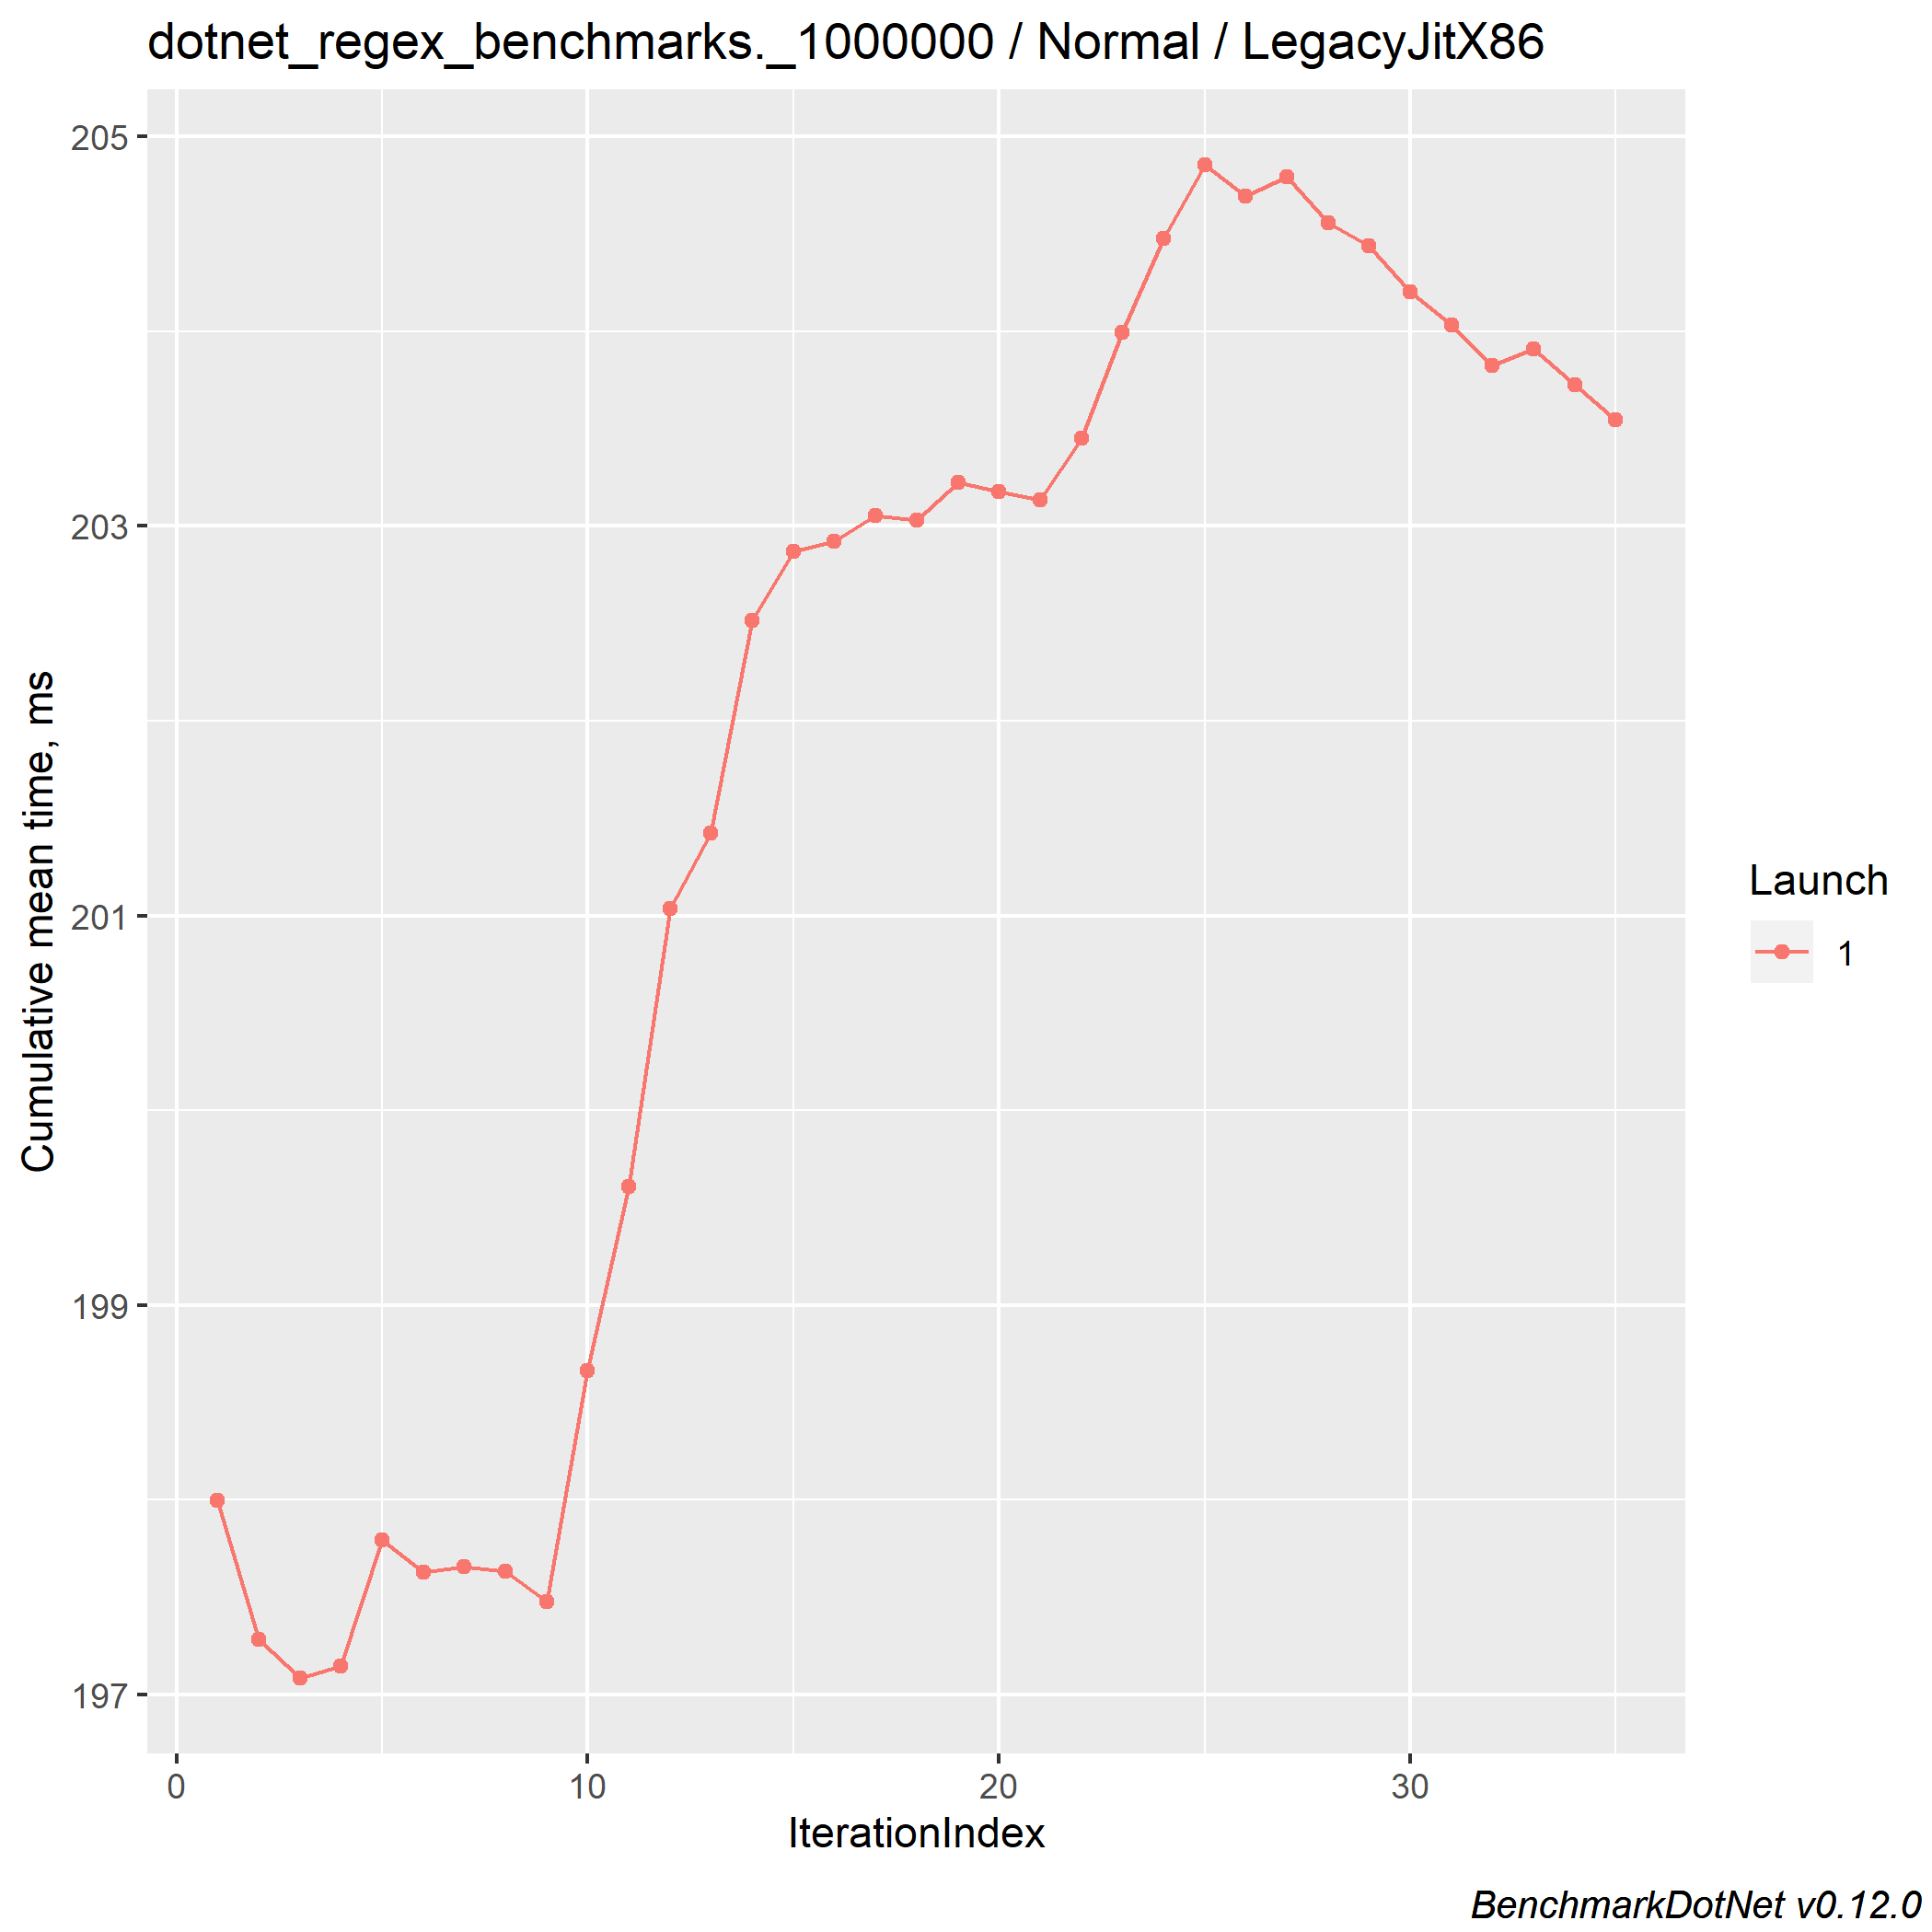 dotnet_regex_benchmarks._1000000 / Normal / LegacyJitX86
205
203
201
199
197
Cumulative mean time, ms
0 10 20 30
IterationIndex
Launch
1
BenchmarkDotNet v0.12.0